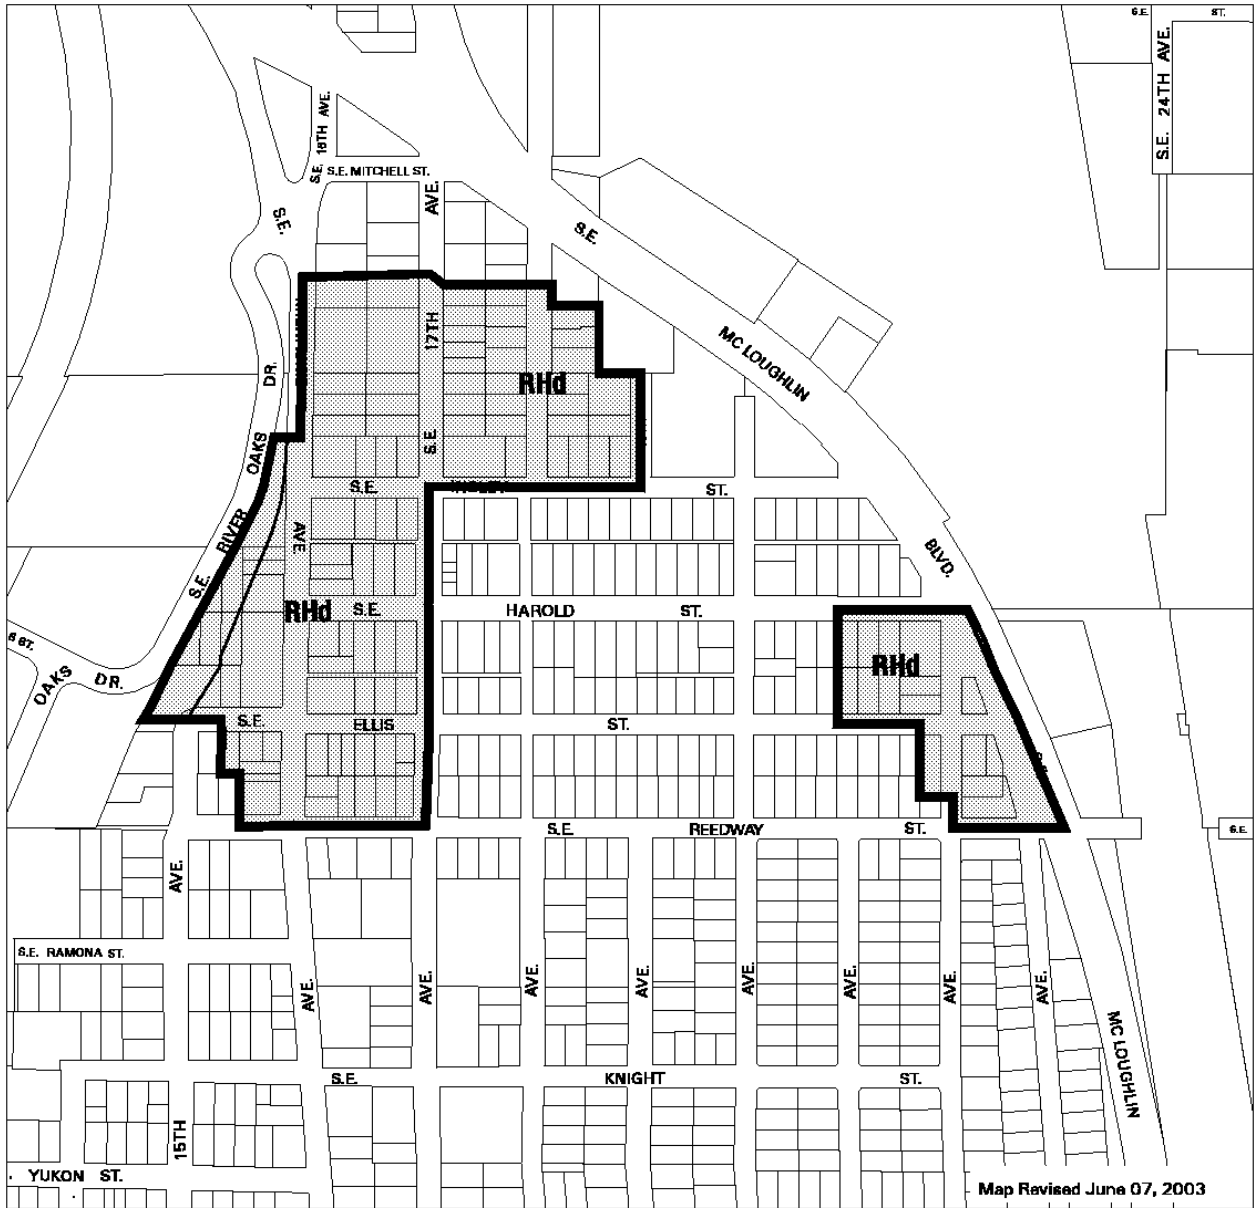 S.E. ST.
S.E. 24TH AVE.
S.E. 16TH AVE.
S.E. MITCHELL ST.
AVE.
S.E.
S.E.
17TH
MC LOUGHLIN
DR.
RHd
OAKS
S.E.
S.E. ST.
RIVER
AVE
BLVD.
S.E.
RHd
S.E. HAROLD ST.
RHd
OAKS DR.
S.E. ELLIS ST.
S.E. REEDWAY ST.
S.E.
AVE.
S.E. RAMONA ST.
AVE.
AVE.
AVE.
AVE.
AVE.
AVE.
AVE.
AVE.
MC LOUGHLIN
S.E. KNIGHT ST.
15TH
YUKON ST.
Map Revised June 07, 2003